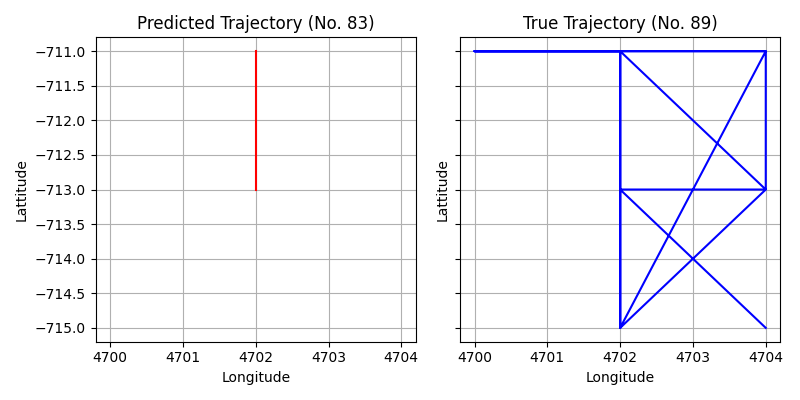 Predicted Trajectory (No. 83)
True Trajectory (No. 89)
−711.0
−711.5
−712.0
−712.5
−713.0
−713.5
−714.0
−714.5
−715.0
Lattitude
Lattitude
4700 4701 4702 4703 4704
4700 4701 4702 4703 4704
Longitude
Longitude